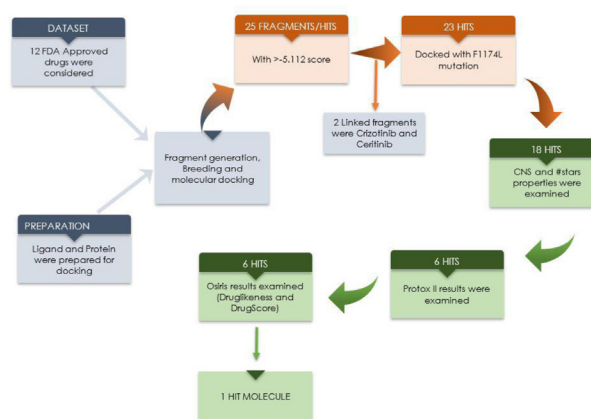 DATASET
12 FDA Approved
drugs were
considered
PREPARATION
Ligand and Protein
were prepared for
docking
Fragment generation,
Breeding and
molecular docking
25 FRAGMENTS/HITS
With >-5.112 score
2 Linked fragments
were Crizotinib and
Ceritinib
23 HITS
Docked with F1174L
mutation
18 HITS
CNS and #stars
properties were
examined
6 HITS
Protox II results were
examined
6 HITS
Osiris results examined
(Druglikeness and
DrugScore)
1 HIT MOLECULE